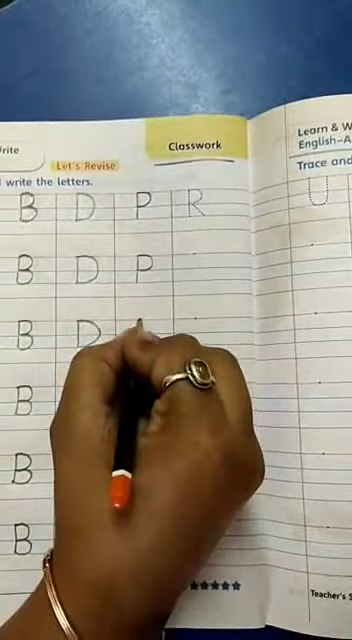 Write
Let's Revise
Classwork
write the letters.
B D P R
B D P
B D
B
B
B
Learn & W
English-A
Trace and
U
Teacher's S